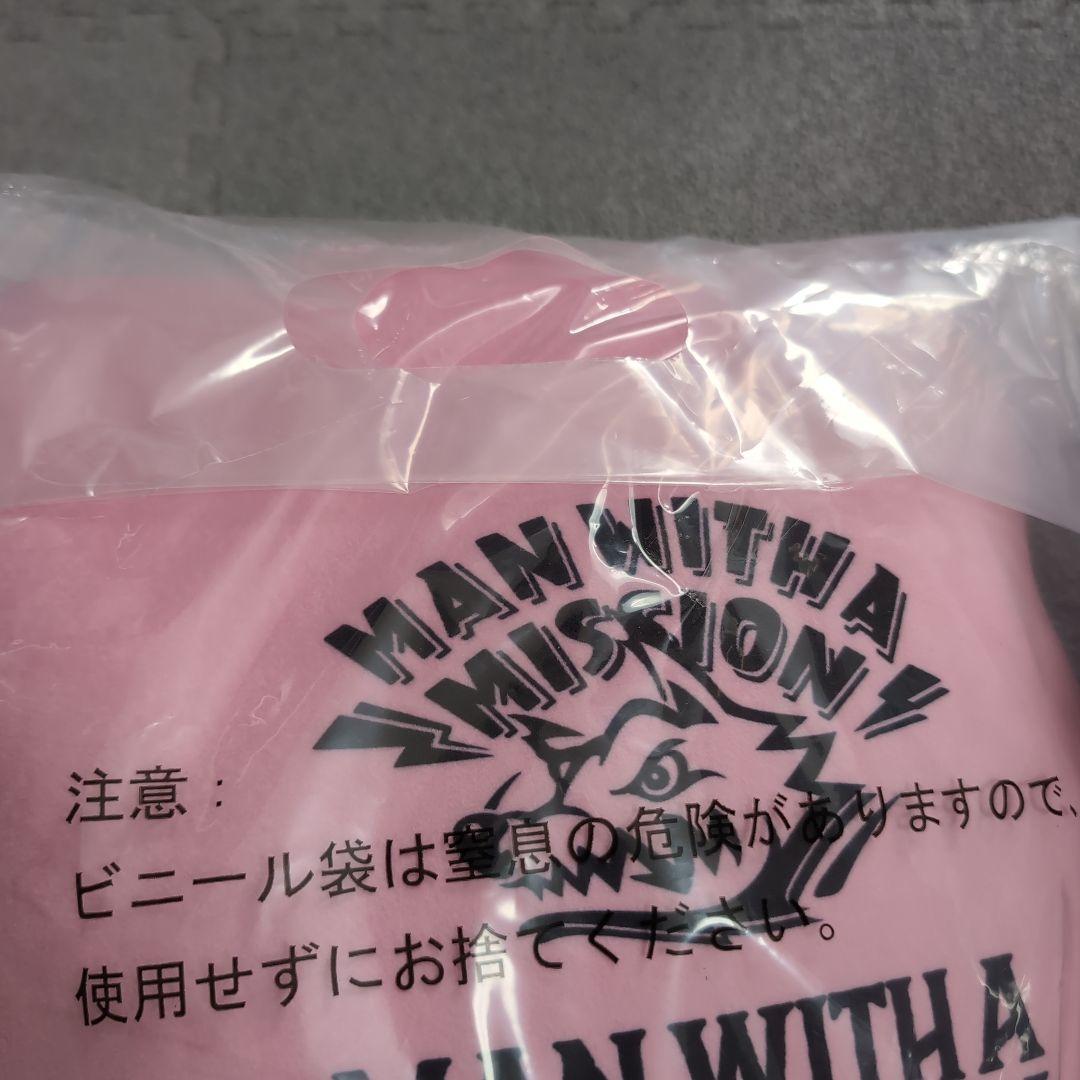 MAN WITH A
MISSION
注意：
ビニール袋は窒息の危険がありますので、
使用せずにお捨てください。
MAN WITH A